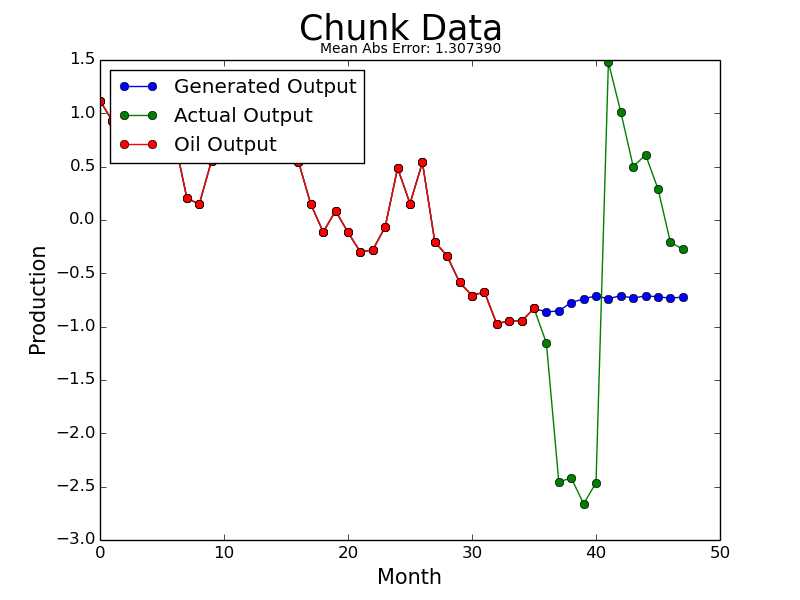 Chunk Data
Mean Abs Error: 1.307390
Generated Output
Actual Output
Oil Output
1.5
1.0
0.5
0.0
−0.5
−1.0
−1.5
−2.0
−2.5
−3.0
Production
0 10 20 30 40 50
Month